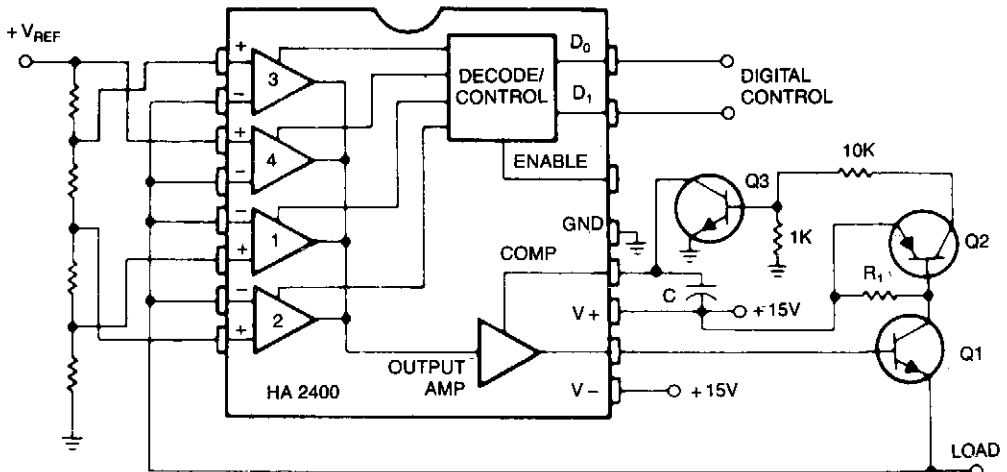 + V_REF
+
3
−
+
4
−
−
1
+
−
2
+
HA 2400
DECODE/
CONTROL
D₀
D₁
ENABLE
GND
COMP
V +
OUTPUT
AMP
V −
DIGITAL
CONTROL
Q3
10K
1K
Q2
R₁
C
+ 15V
Q1
+ 15V
LOAD